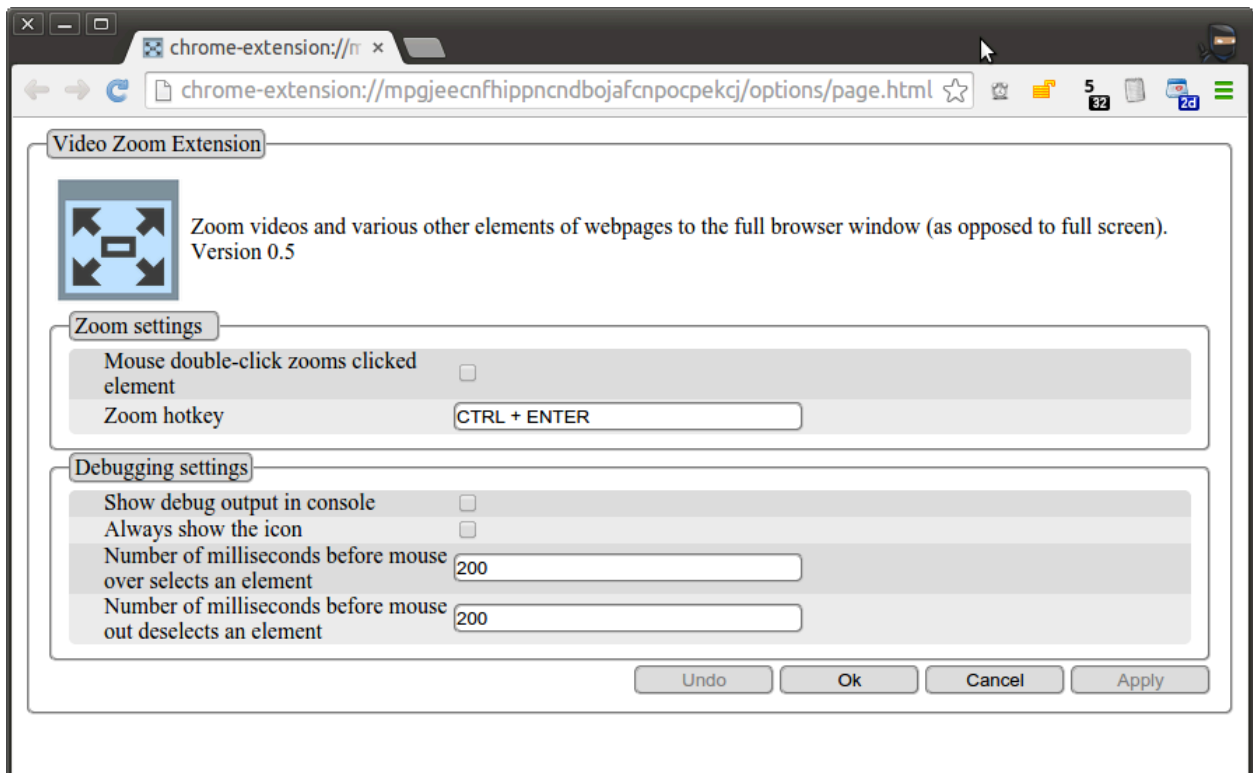 chrome-extension://m
chrome-extension://mpgjeecnfhippncndbojafcnpocpekcj/options/page.html
5
32
2d
Video Zoom Extension
Zoom videos and various other elements of webpages to the full browser window (as opposed to full screen).
Version 0.5
Zoom settings
Mouse double-click zooms clicked
element
Zoom hotkey
CTRL + ENTER
Debugging settings
Show debug output in console
Always show the icon
Number of milliseconds before mouse
over selects an element
200
Number of milliseconds before mouse
out deselects an element
200
Undo
Ok
Cancel
Apply